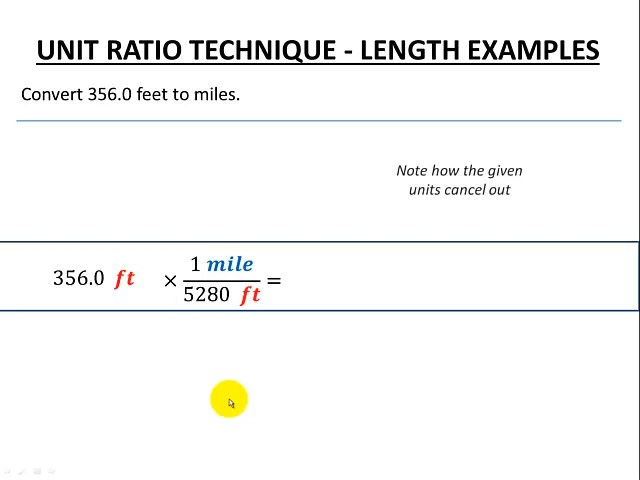 UNIT RATIO TECHNIQUE - LENGTH EXAMPLES
Convert 356.0 feet to miles.
Note how the given
units cancel out
356.0 ft × 1 mile / 5280 ft =